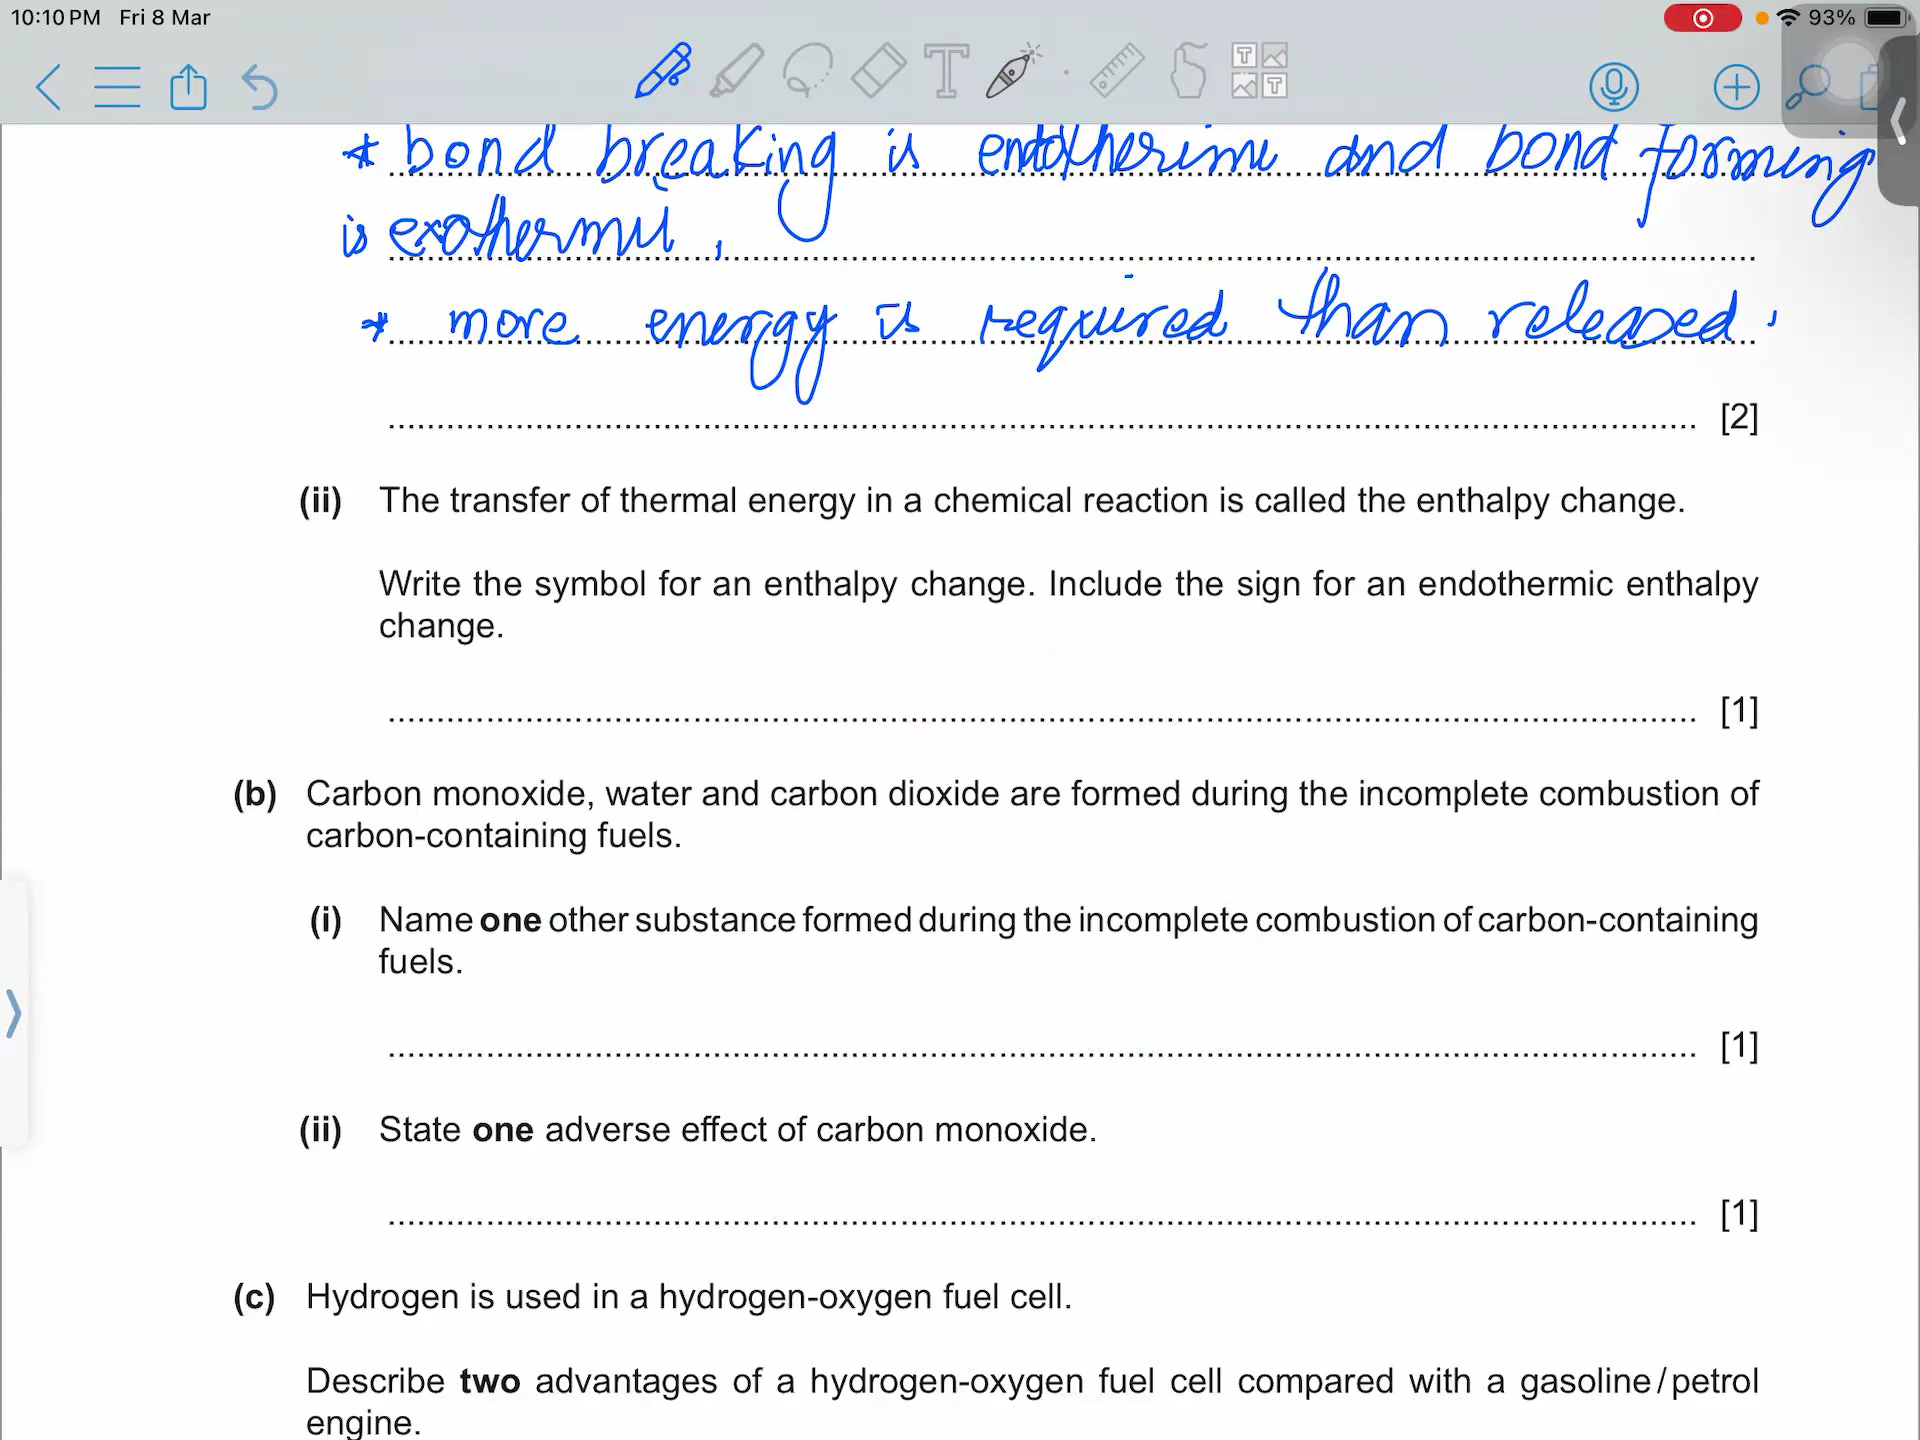 10:10 PM Fri 8 Mar
93%
* bond breaking is endotherimc and bond forming
is exothermic,
* more energy is required than released.
[2]
(ii) The transfer of thermal energy in a chemical reaction is called the enthalpy change.
Write the symbol for an enthalpy change. Include the sign for an endothermic enthalpy
change.
[1]
(b) Carbon monoxide, water and carbon dioxide are formed during the incomplete combustion of
carbon-containing fuels.
(i) Name one other substance formed during the incomplete combustion of carbon-containing
fuels.
[1]
(ii) State one adverse effect of carbon monoxide.
[1]
(c) Hydrogen is used in a hydrogen-oxygen fuel cell.
Describe two advantages of a hydrogen-oxygen fuel cell compared with a gasoline/petrol
engine.